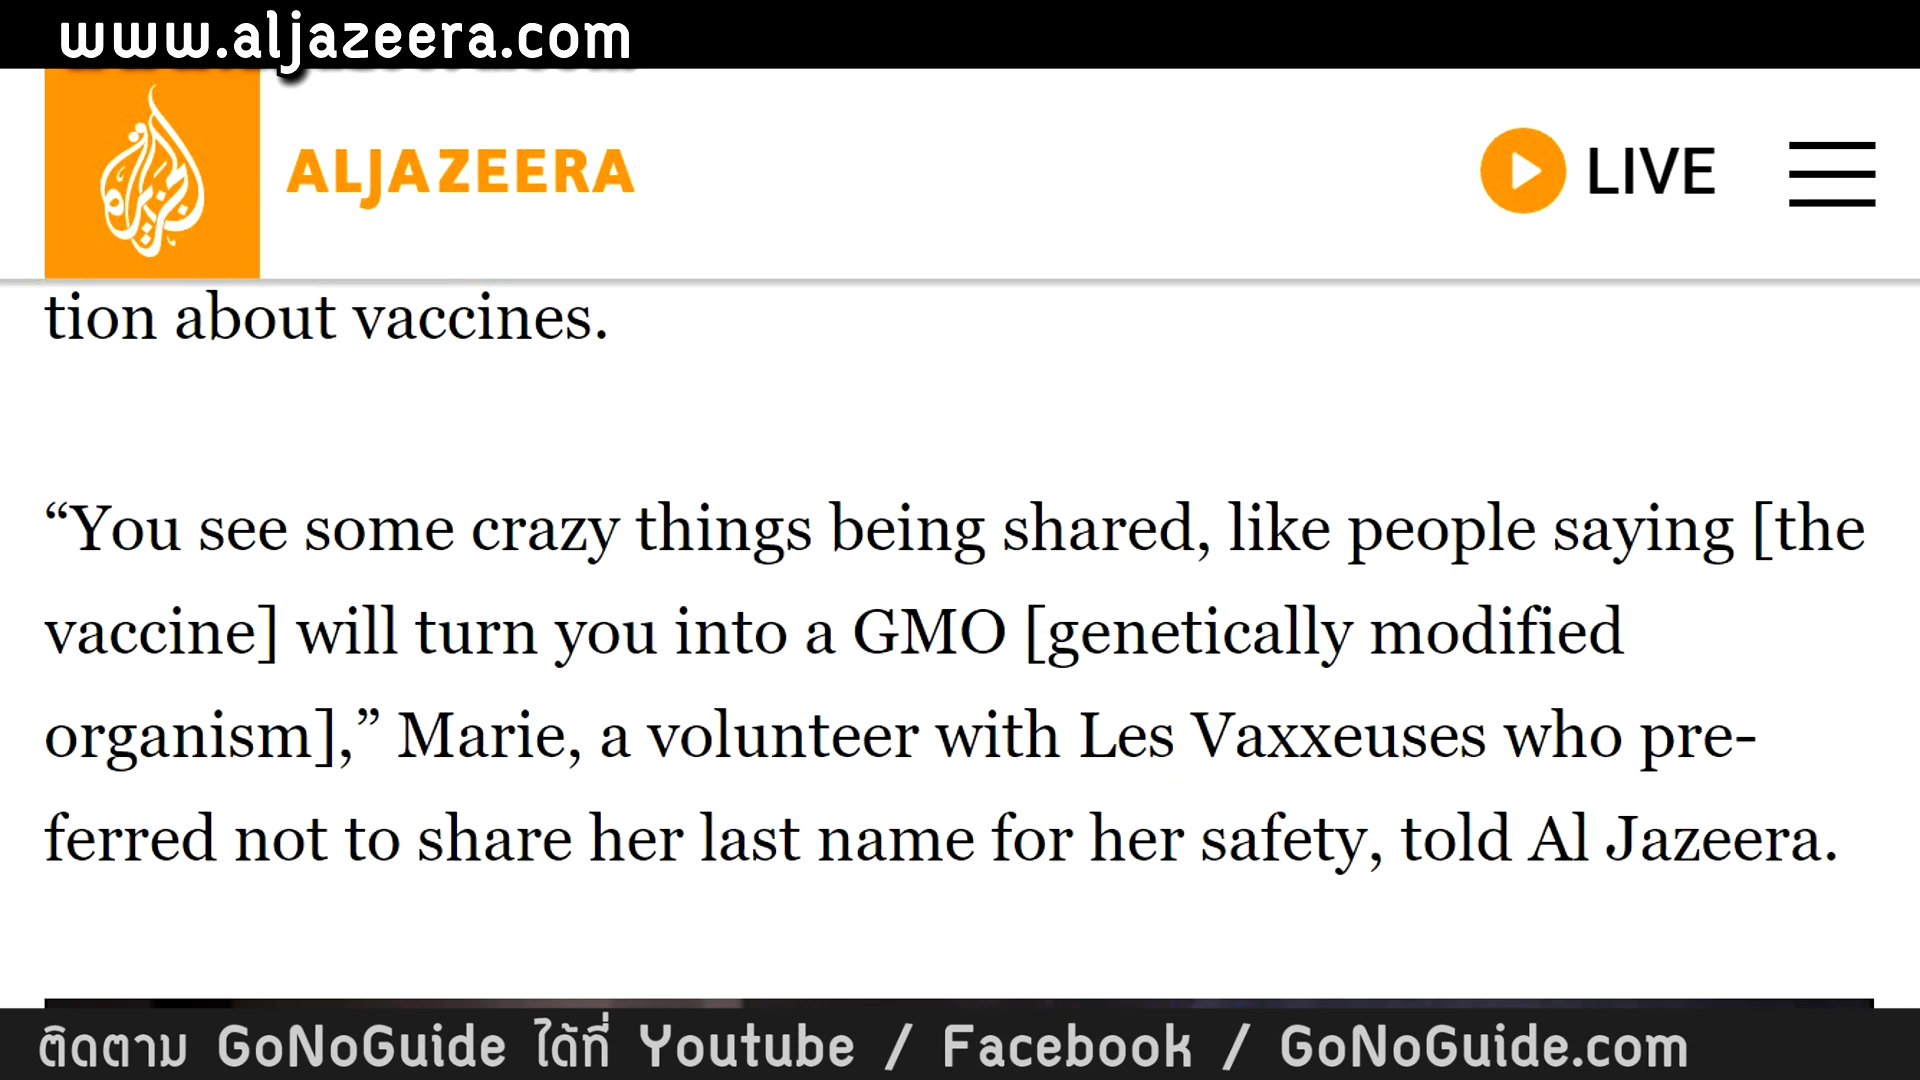 www.aljazeera.com
ALJAZEERA
LIVE
tion about vaccines.
“You see some crazy things being shared, like people saying [the
vaccine] will turn you into a GMO [genetically modified
organism],” Marie, a volunteer with Les Vaxxeuses who pre-
ferred not to share her last name for her safety, told Al Jazeera.
ติดตาม GoNoGuide ได้ที่ Youtube / Facebook / GoNoGuide.com